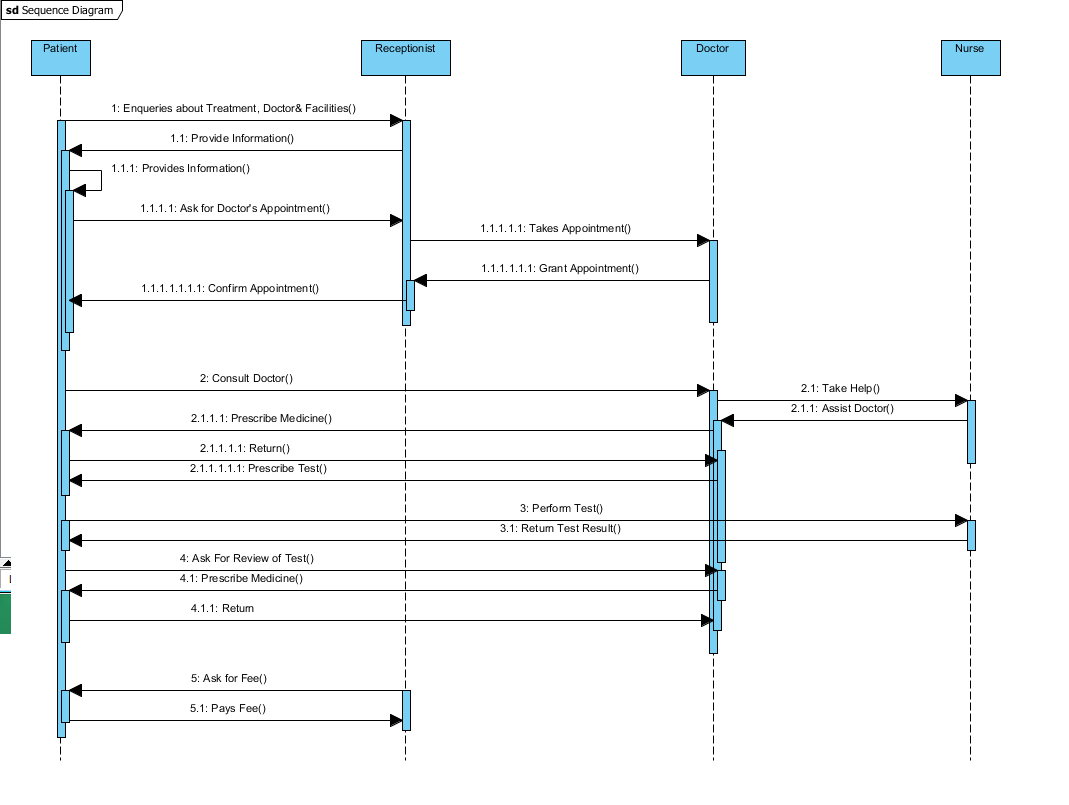 sd Sequence Diagram
Patient
Receptionist
Doctor
Nurse
1: Enqueries about Treatment, Doctor& Facilities()
1.1: Provide Information()
1.1.1: Provides Information()
1.1.1.1: Ask for Doctor's Appointment()
1.1.1.1.1: Takes Appointment()
1.1.1.1.1.1: Grant Appointment()
1.1.1.1.1.1.1: Confirm Appointment()
2: Consult Doctor()
2.1: Take Help()
2.1.1: Assist Doctor()
2.1.1.1: Prescribe Medicine()
2.1.1.1.1: Return()
2.1.1.1.1.1: Prescribe Test()
3: Perform Test()
3.1: Return Test Result()
4: Ask For Review of Test()
4.1: Prescribe Medicine()
4.1.1: Return
5: Ask for Fee()
5.1: Pays Fee()